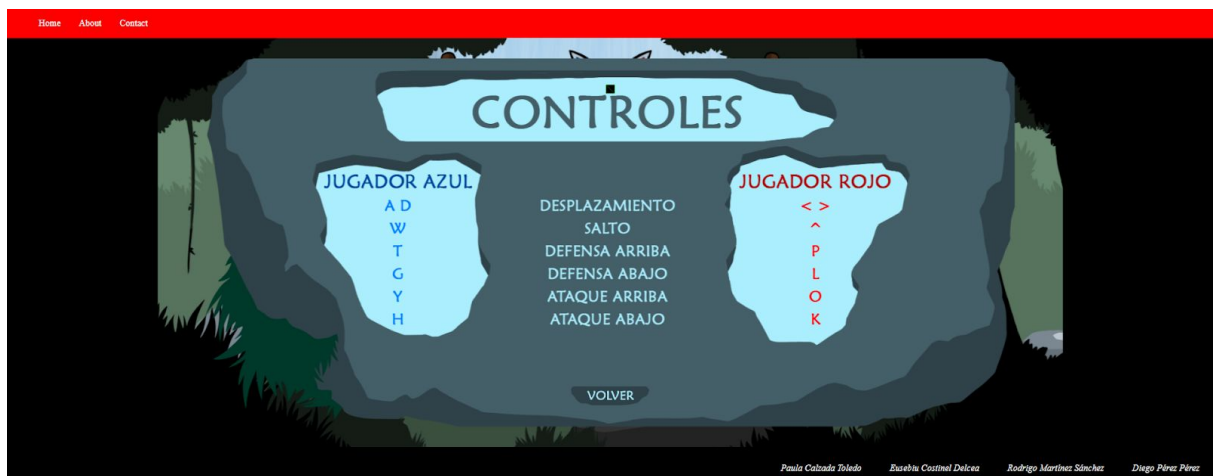 Home About Contact
CONTROLES
JUGADOR AZUL JUGADOR ROJO
A D DESPLAZAMIENTO < >
W SALTO ^
T DEFENSA ARRIBA P
G DEFENSA ABAJO L
Y ATAQUE ARRIBA O
H ATAQUE ABAJO K
VOLVER
Paula Calzada Toledo Eusebiu Costinel Delcea Rodrigo Martínez Sánchez Diego Pérez Pérez